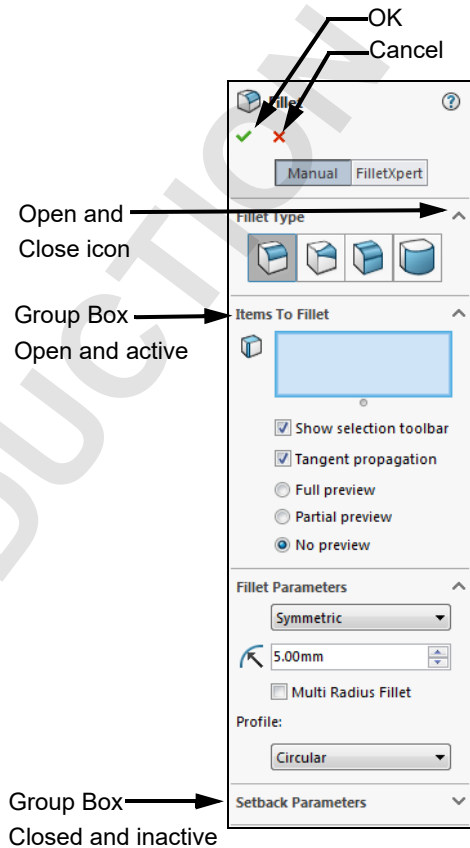 OK
Cancel
Fillet
Manual FilletXpert
Open and
Close icon
Fillet Type
Group Box
Open and active
Items To Fillet
Show selection toolbar
Tangent propagation
Full preview
Partial preview
No preview
Fillet Parameters
Symmetric
5.00mm
Multi Radius Fillet
Profile:
Circular
Group Box
Closed and inactive
Setback Parameters
DUCTION